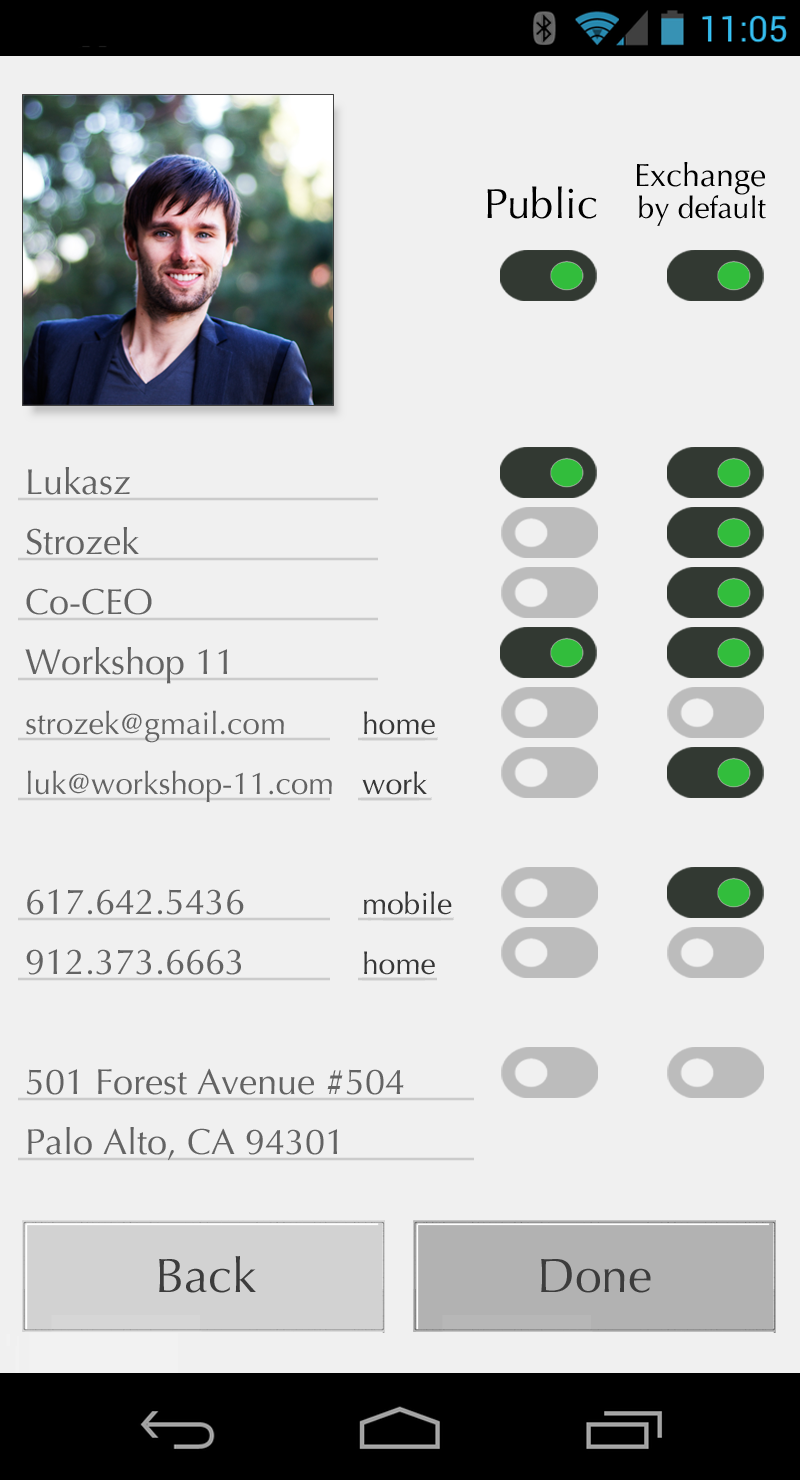 11:05
Public
Exchange
by default
Lukasz
Strozek
Co-CEO
Workshop 11
strozek@gmail.com home
luk@workshop-11.com work
617.642.5436 mobile
912.373.6663 home
501 Forest Avenue #504
Palo Alto, CA 94301
Back Done